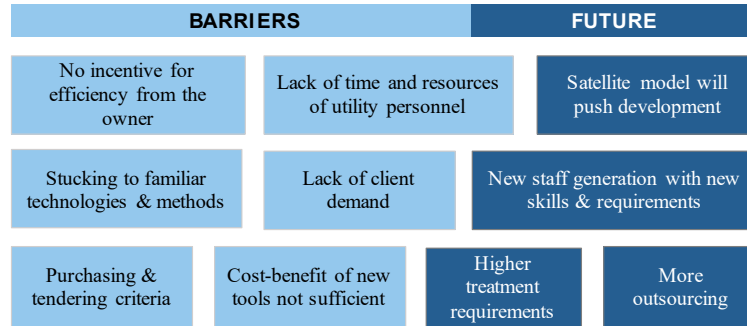 BARRIERS
FUTURE
No incentive for
efficiency from the
owner
Lack of time and resources
of utility personnel
Satellite model will
push development
Stucking to familiar
technologies & methods
Lack of client
demand
New staff generation with new
skills & requirements
Purchasing &
tendering criteria
Cost-benefit of new
tools not sufficient
Higher
treatment
requirements
More
outsourcing